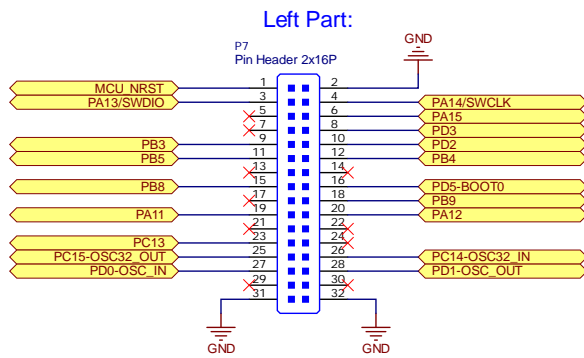 Left Part:
P7
GND
Pin Header 2x16P
MCU_NRST 1 2
PA13/SWDIO 3 4 PA14/SWCLK
5 6 PA15
7 8 PD3
PB3 9 10 PD2
PB5 11 12 PB4
13 14
PB8 15 16 PD5-BOOT0
17 18 PB9
PA11 19 20 PA12
21 22
PC13 23 24
PC15-OSC32_OUT 25 26 PC14-OSC32_IN
PD0-OSC_IN 27 28 PD1-OSC_OUT
29 30
31 32
GND GND